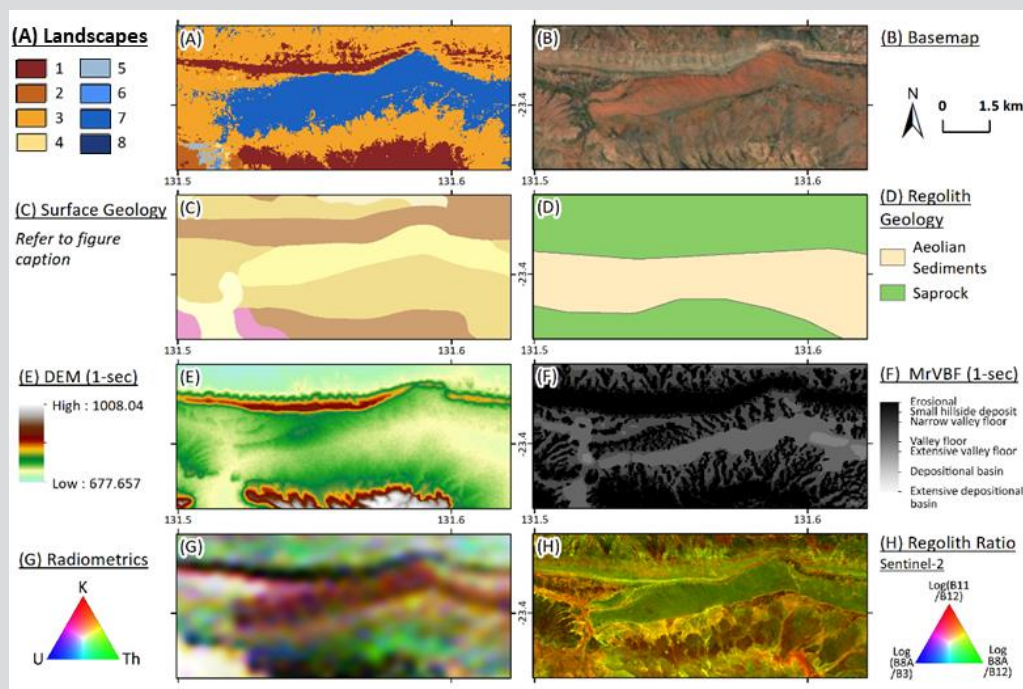 (A) Landscapes
1
5
2
6
3
7
4
8
(A)
(B)
(B) Basemap
N
0 1.5 km
-23.4
131.5
131.6
131.5
131.6
(C) Surface Geology
Refer to figure
caption
(C)
(D)
(D) Regolith
Geology
Aeolian
Sediments
Saprock
-23.4
131.5
131.6
131.5
131.6
(E) DEM (1-sec)
High : 1008.04
Low : 677.657
(E)
(F)
(F) MrVBF (1-sec)
Erosional
Small hillside deposit
Narrow valley floor
Valley floor
Extensive valley floor
Depositional basin
Extensive depositional
basin
-23.4
131.5
131.6
131.5
131.6
(G) Radiometrics
K
U
Th
(G)
(H)
(H) Regolith Ratio
Sentinel-2
Log(B11
/B12)
Log
(B8A
/B3)
Log
B8A
/B12)
-23.4